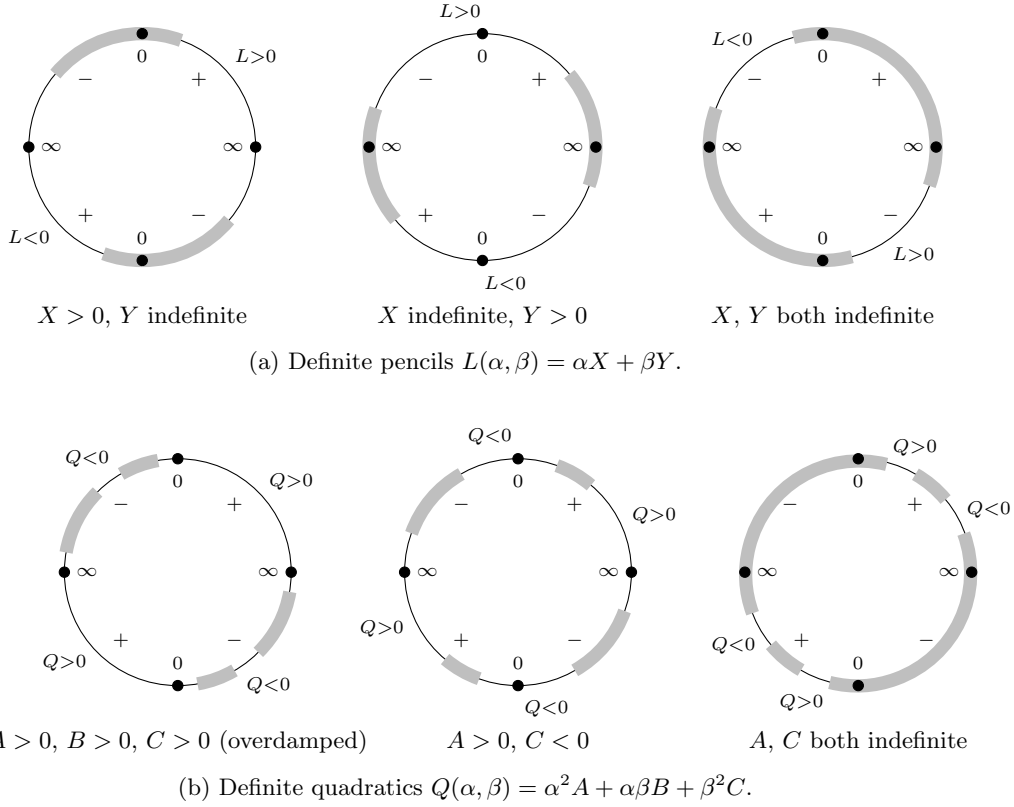 L>0
L>0
L<0
0 0 0
− + − + − +
∞ ∞ ∞ ∞ ∞ ∞
+ − + − + −
0 0 0
L<0
L<0
L>0
X > 0, Y indefinite
X indefinite, Y > 0
X, Y both indefinite
(a) Definite pencils L(α, β) = αX + βY.
Q<0
Q<0
Q>0
Q>0
Q>0
Q<0
0 0 0
− + − + − +
∞ ∞ ∞ ∞ ∞ ∞
+ − + − + −
0 0 0
Q>0
Q>0
Q<0
Q<0
Q<0
Q>0
A > 0, B > 0, C > 0 (overdamped)
A > 0, C < 0
A, C both indefinite
(b) Definite quadratics Q(α, β) = α²A + αβB + β²C.